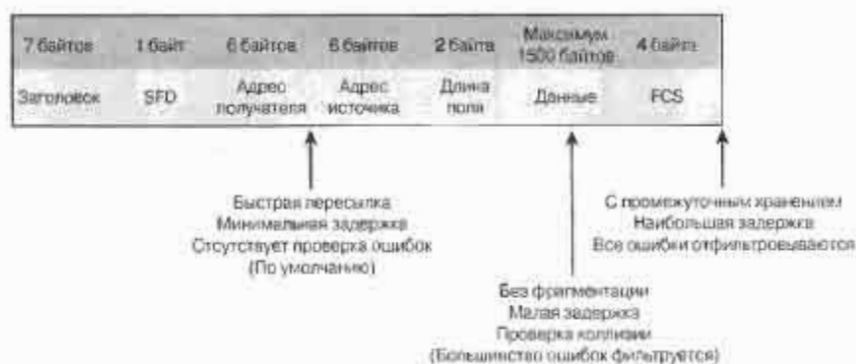 7 байтов 1 байт 6 байтов 6 байтов 2 байта Максимум 1500 байтов 4 байта
Заголовок SFD Адрес получателя Адрес источика Длина поля Данные FCS
Быстрая пересылка
Минимальная задержка
Отсутствует проверка ошибок
(По умолчанию)
С промежуточным хранением
Наибольшая задержка
Все ошибки отфильтровываются
Без фрагментации
Малая задержка
Проверка коллизии
(Большинство ошибок фильтруется)